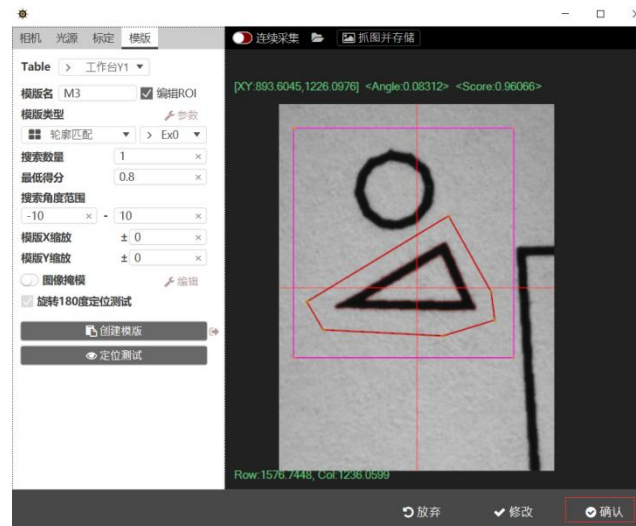 相机 光源 标定 模版
连续采集 抓图并存储
Table > 工作台Y1
模版名 M3 编辑ROI
模版类型 参数
轮廓匹配 > Ex0
搜索数量 1 ×
最低得分 0.8 ×
搜索角度范围
-10 × - 10 ×
模版X缩放 ± 0 ×
模版Y缩放 ± 0 ×
图像掩模 编辑
旋转180度定位测试
创建模版
定位测试
[XY:893.6045,1226.0976] <Angle:0.08312> <Score:0.96066>
Row:1576.7448, Col:1236.0599
放弃 修改 确认